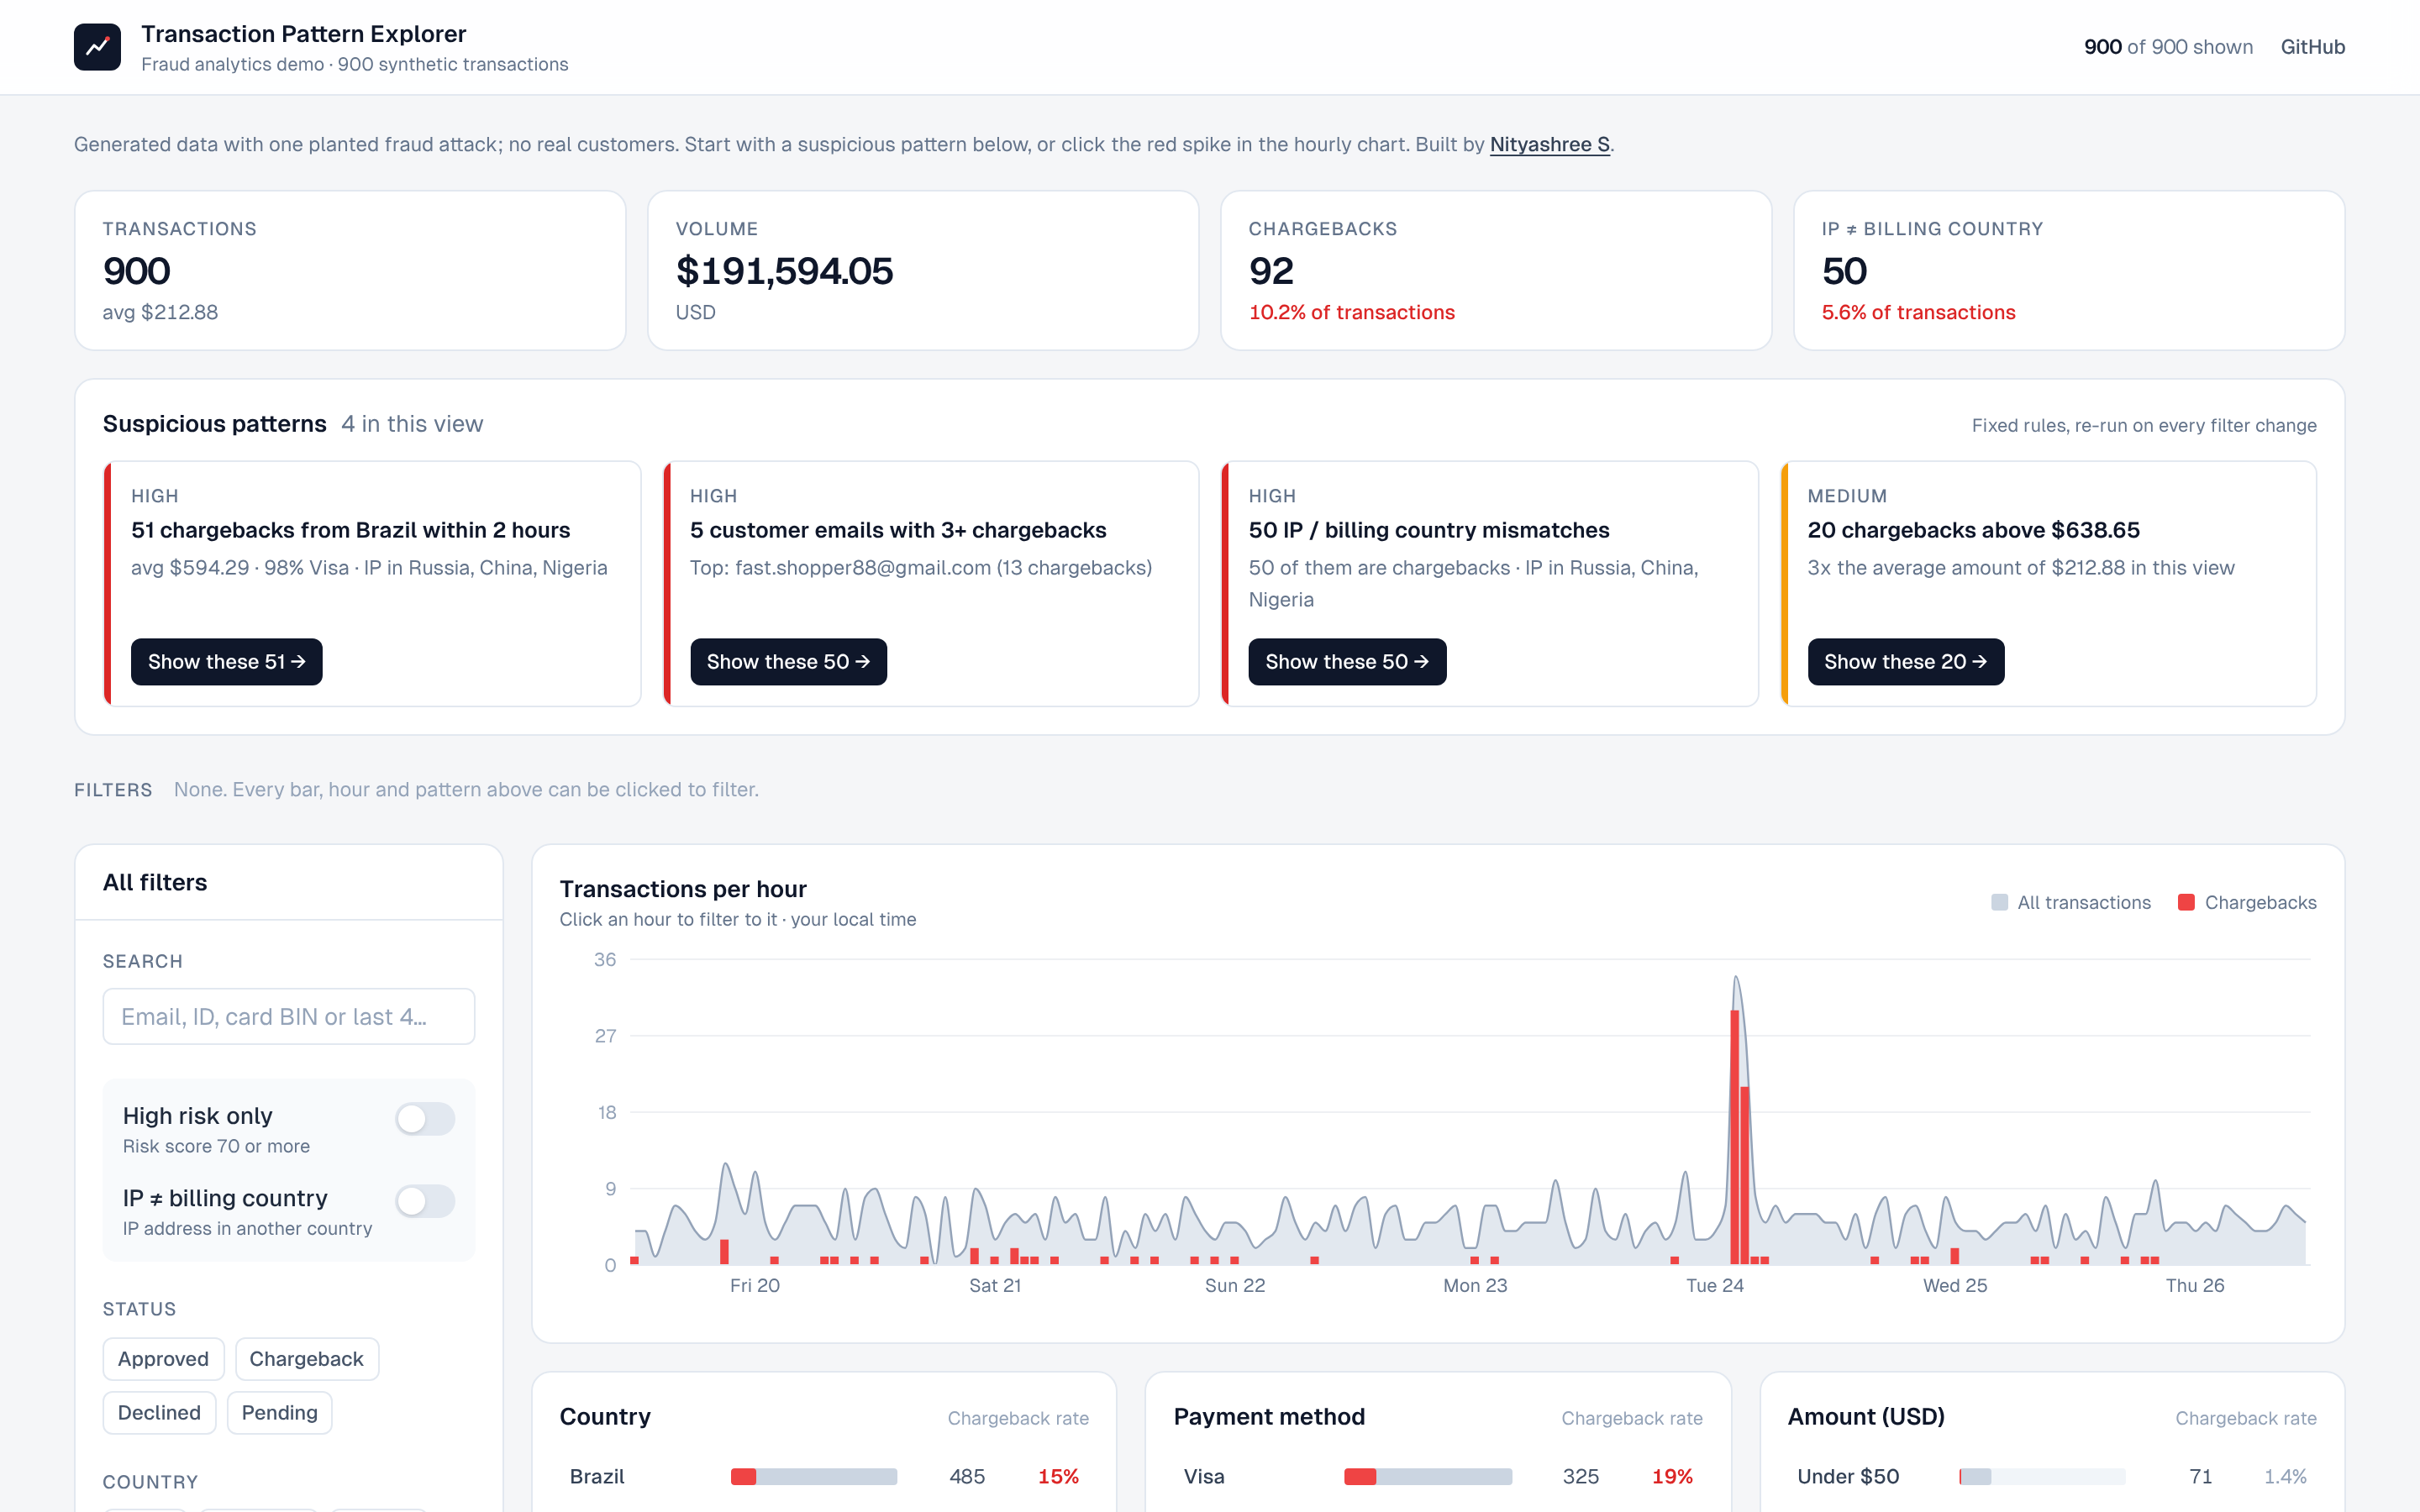 Transaction Pattern Explorer
Fraud analytics demo · 900 synthetic transactions
900 of 900 shown
GitHub
Generated data with one planted fraud attack; no real customers. Start with a suspicious pattern below, or click the red spike in the hourly chart. Built by Nityashree S.
TRANSACTIONS
900
avg $212.88
VOLUME
$191,594.05
USD
CHARGEBACKS
92
10.2% of transactions
IP ≠ BILLING COUNTRY
50
5.6% of transactions
Suspicious patterns 4 in this view
Fixed rules, re-run on every filter change
HIGH
51 chargebacks from Brazil within 2 hours
avg $594.29 · 98% Visa · IP in Russia, China, Nigeria
Show these 51 →
HIGH
5 customer emails with 3+ chargebacks
Top: fast.shopper88@gmail.com (13 chargebacks)
Show these 50 →
HIGH
50 IP / billing country mismatches
50 of them are chargebacks · IP in Russia, China,
Nigeria
Show these 50 →
MEDIUM
20 chargebacks above $638.65
3x the average amount of $212.88 in this view
Show these 20 →
FILTERS None. Every bar, hour and pattern above can be clicked to filter.
All filters
SEARCH
Email, ID, card BIN or last 4…
High risk only
Risk score 70 or more
IP ≠ billing country
IP address in another country
STATUS
Approved
Chargeback
Declined
Pending
COUNTRY
Transactions per hour
Click an hour to filter to it · your local time
All transactions
Chargebacks
36
27
18
9
0
Fri 20
Sat 21
Sun 22
Mon 23
Tue 24
Wed 25
Thu 26
Country
Chargeback rate
Brazil
485
15%
Payment method
Chargeback rate
Visa
325
19%
Amount (USD)
Chargeback rate
Under $50
71
1.4%